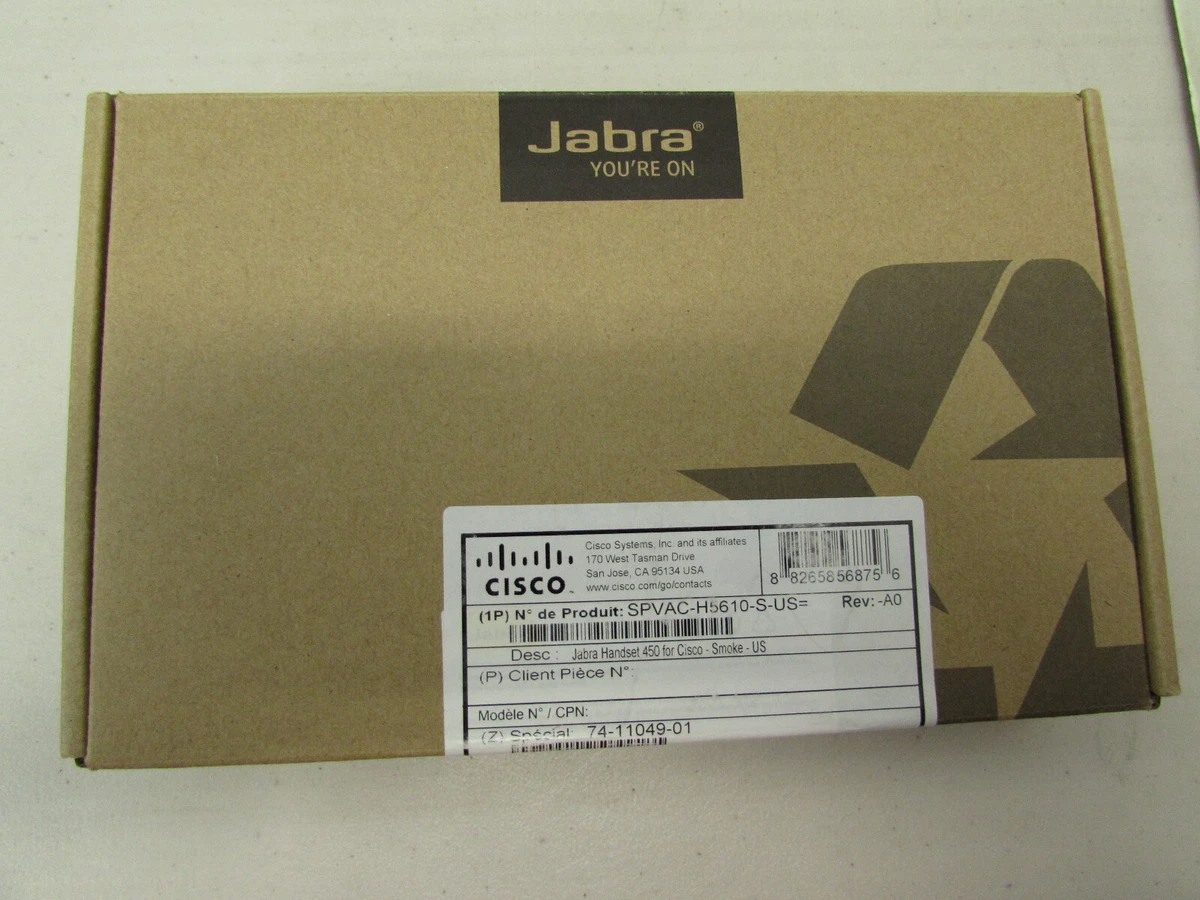 Jabra®
YOU'RE ON
CISCO™
Cisco Systems, Inc. and its affiliates
170 West Tasman Drive
San Jose, CA 95134 USA
www.cisco.com/go/contacts
8 82658 56875 6
(1P) N° de Produit: SPVAC-H5610-S-US=
Rev: -A0
Desc : Jabra Handset 450 for Cisco - Smoke - US
(P) Client Pièce N°:
Modèle N° / CPN:
(Z) Spécial: 74-11049-01